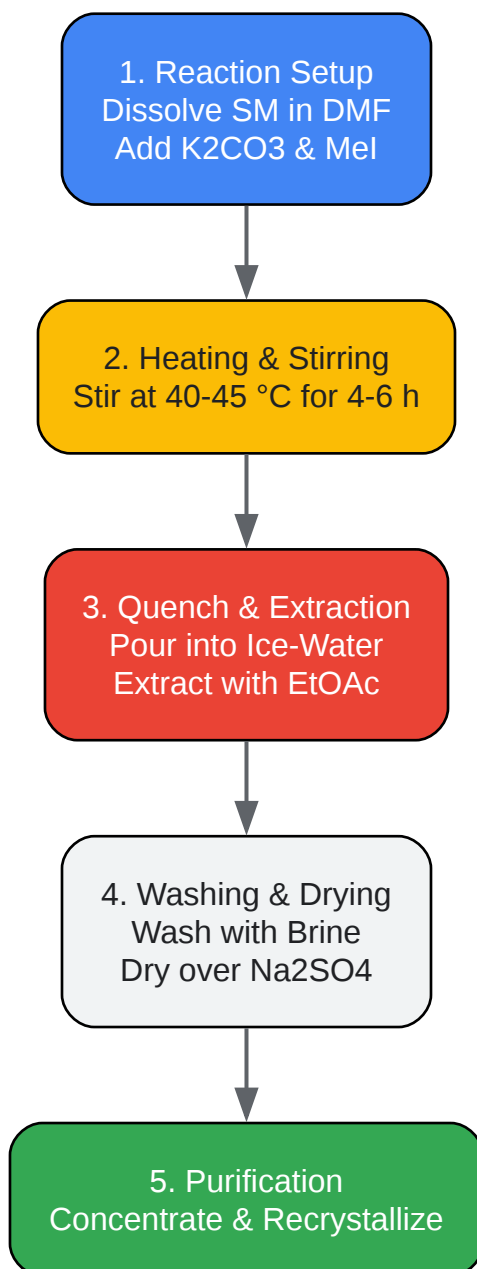 1. Reaction Setup
Dissolve SM in DMF
Add K2CO3 & MeI
2. Heating & Stirring
Stir at 40-45 °C for 4-6 h
3. Quench & Extraction
Pour into Ice-Water
Extract with EtOAc
4. Washing & Drying
Wash with Brine
Dry over Na2SO4
5. Purification
Concentrate & Recrystallize